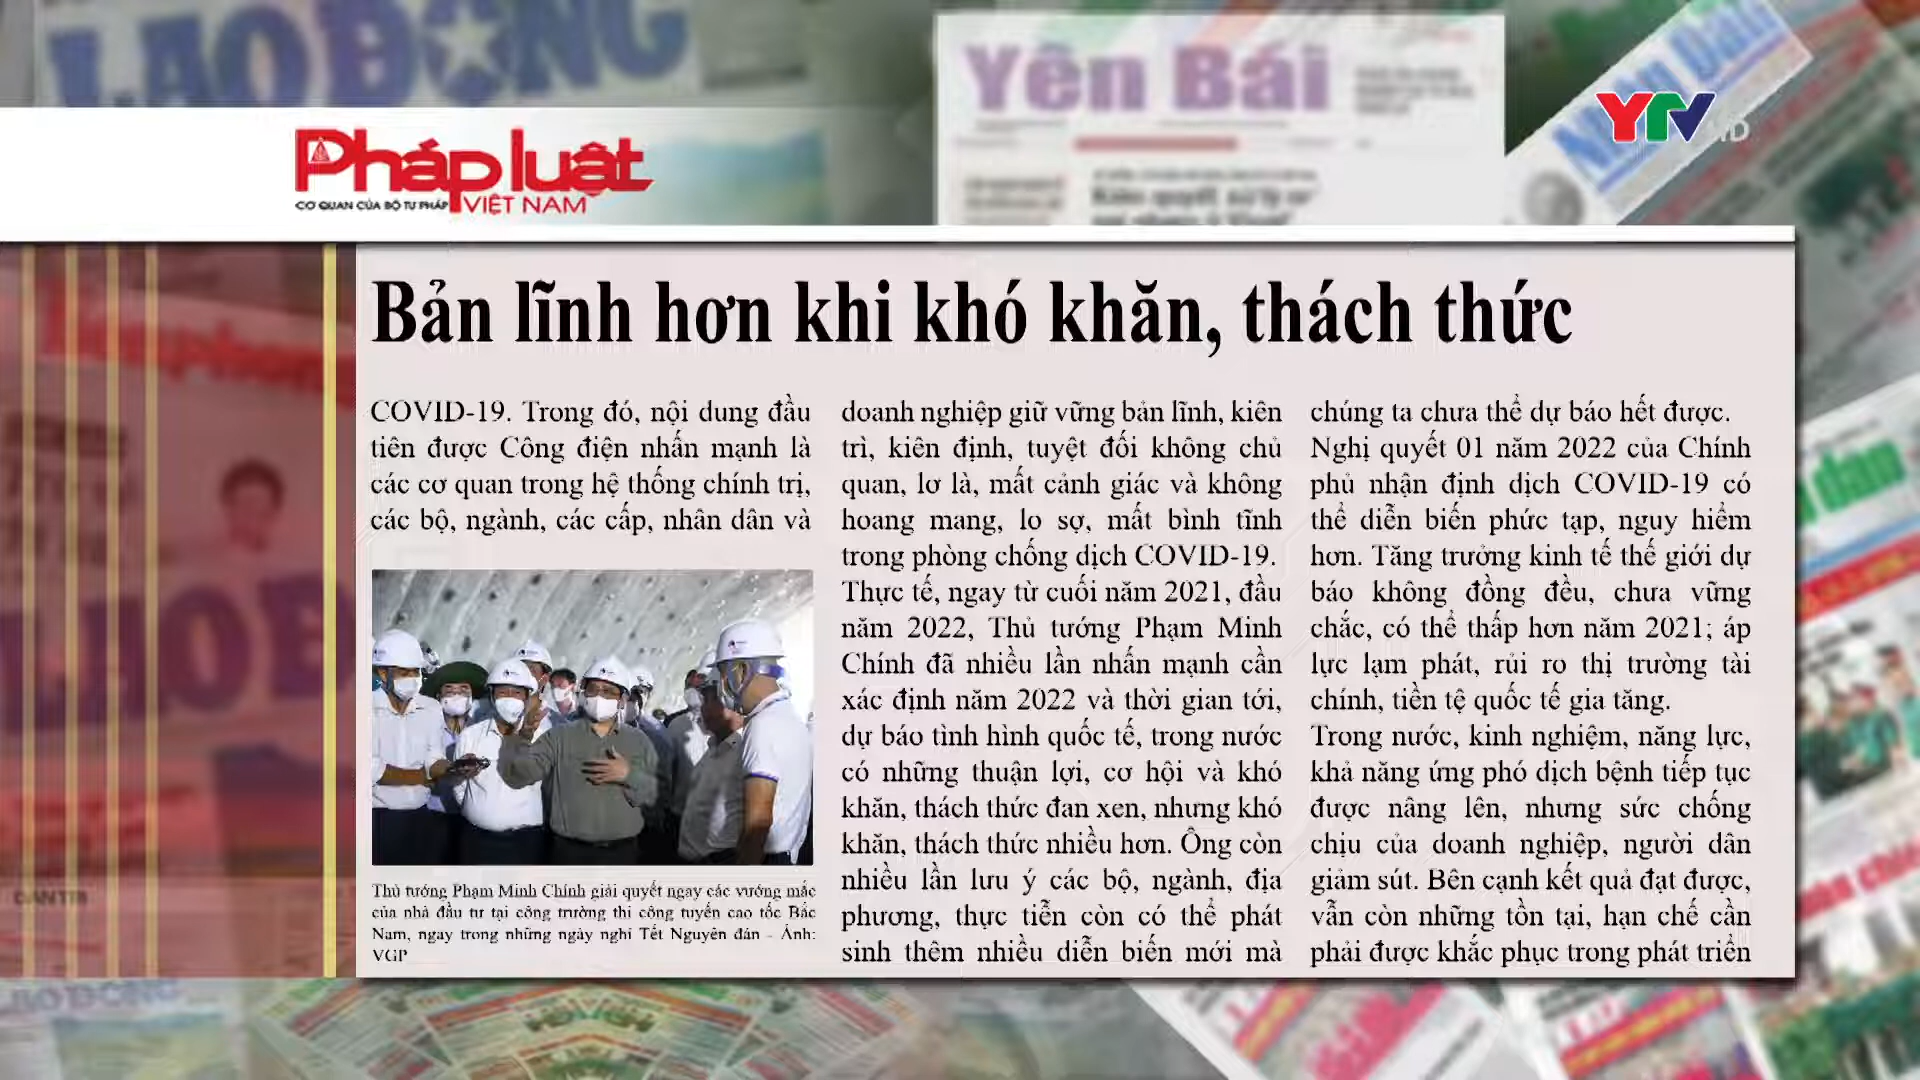 LAO ĐỘNG
Yên Bái
Nhân Dân
YTV HD
Pháp luật
CƠ QUAN CỦA BỘ TƯ PHÁP VIỆT NAM
Bản lĩnh hơn khi khó khăn, thách thức
COVID-19. Trong đó, nội dung đầu
tiên được Công điện nhấn mạnh là
các cơ quan trong hệ thống chính trị,
các bộ, ngành, các cấp, nhân dân và
Thủ tướng Phạm Minh Chính giải quyết ngay các vướng mắc
của nhà đầu tư tại công trường thi công tuyến cao tốc Bắc
Nam, ngay trong những ngày nghỉ Tết Nguyên đán - Ảnh:
VGP
doanh nghiệp giữ vững bản lĩnh, kiên
trì, kiên định, tuyệt đối không chủ
quan, lơ là, mất cảnh giác và không
hoang mang, lo sợ, mất bình tĩnh
trong phòng chống dịch COVID-19.
Thực tế, ngay từ cuối năm 2021, đầu
năm 2022, Thủ tướng Phạm Minh
Chính đã nhiều lần nhấn mạnh cần
xác định năm 2022 và thời gian tới,
dự báo tình hình quốc tế, trong nước
có những thuận lợi, cơ hội và khó
khăn, thách thức đan xen, nhưng khó
khăn, thách thức nhiều hơn. Ông còn
nhiều lần lưu ý các bộ, ngành, địa
phương, thực tiễn còn có thể phát
sinh thêm nhiều diễn biến mới mà
chúng ta chưa thể dự báo hết được.
Nghị quyết 01 năm 2022 của Chính
phủ nhận định dịch COVID-19 có
thể diễn biến phức tạp, nguy hiểm
hơn. Tăng trưởng kinh tế thế giới dự
báo không đồng đều, chưa vững
chắc, có thể thấp hơn năm 2021; áp
lực lạm phát, rủi ro thị trường tài
chính, tiền tệ quốc tế gia tăng.
Trong nước, kinh nghiệm, năng lực,
khả năng ứng phó dịch bệnh tiếp tục
được nâng lên, nhưng sức chống
chịu của doanh nghiệp, người dân
giảm sút. Bên cạnh kết quả đạt được,
vẫn còn những tồn tại, hạn chế cần
phải được khắc phục trong phát triển
LAO ĐỘNG
DANTRI
LAO ĐỘNG